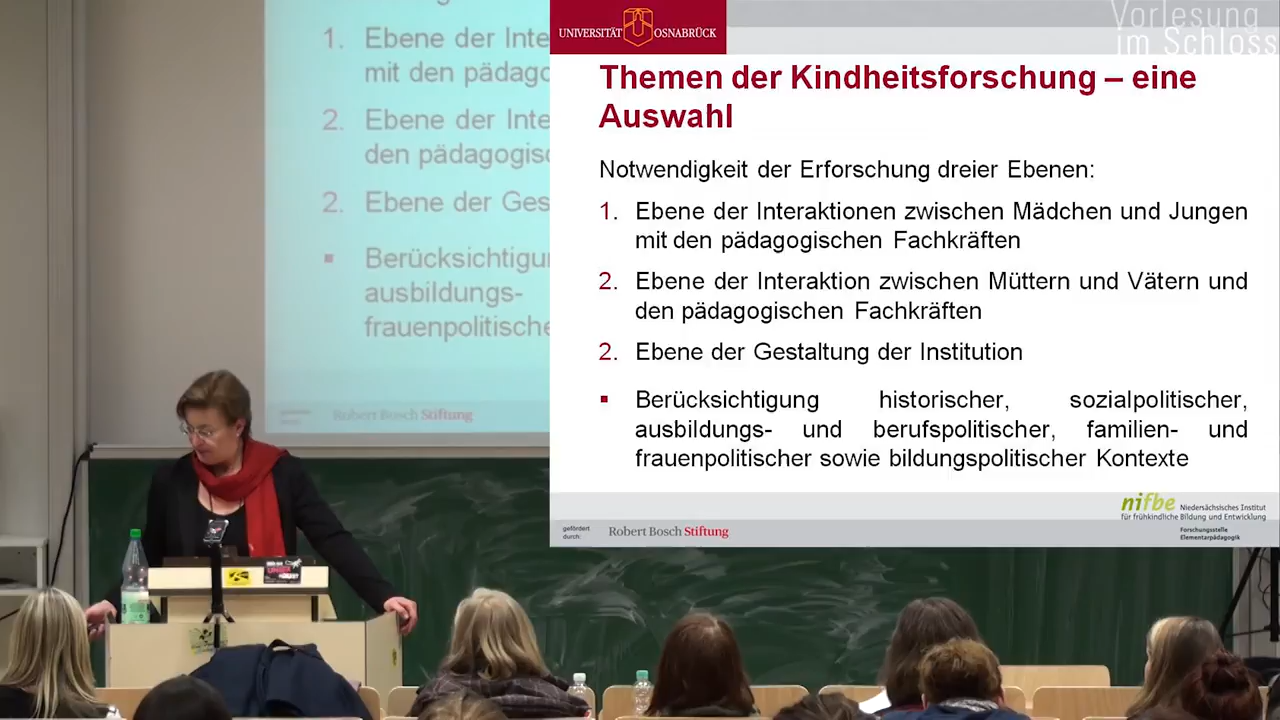 Vorlesung
im Schloss
UNIVERSITÄT OSNABRÜCK
Themen der Kindheitsforschung – eine
Auswahl
Notwendigkeit der Erforschung dreier Ebenen:
1. Ebene der Interaktionen zwischen Mädchen und Jungen
mit den pädagogischen Fachkräften
2. Ebene der Interaktion zwischen Müttern und Vätern und
den pädagogischen Fachkräften
2. Ebene der Gestaltung der Institution
▪ Berücksichtigung historischer, sozialpolitischer,
ausbildungs- und berufspolitischer, familien- und
frauenpolitischer sowie bildungspolitischer Kontexte
gefördert
durch:
Robert Bosch Stiftung
nifbe Niedersächsisches Institut
für frühkindliche Bildung und Entwicklung
Forschungsstelle
Elementarpädagogik
1. Ebene der Inte
mit den pädago
2. Ebene der Inte
den pädagogisc
2. Ebene der Ges
▪ Berücksichtigu
ausbildungs-
frauenpolitische
Robert Bosch Stiftung